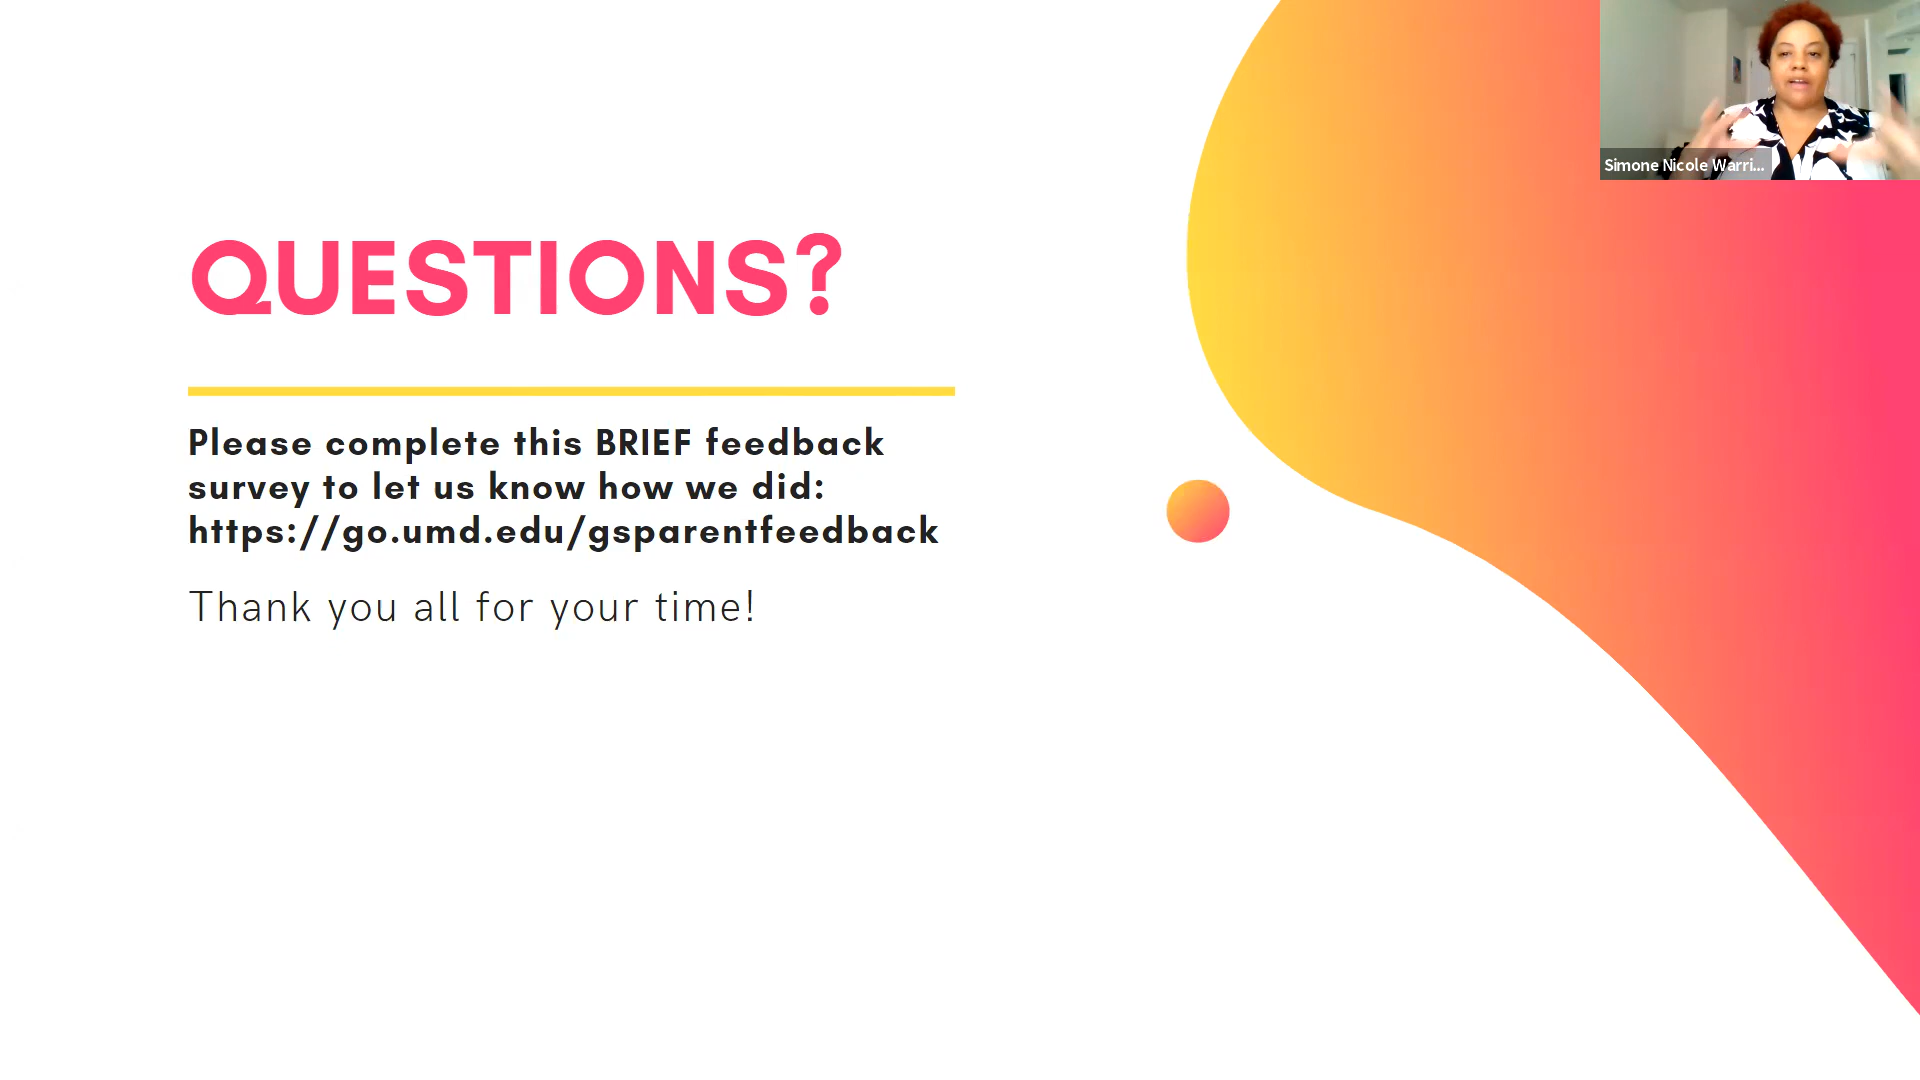 QUESTIONS?
Please complete this BRIEF feedback
survey to let us know how we did:
https://go.umd.edu/gsparentfeedback
Thank you all for your time!
Simone Nicole Warri...